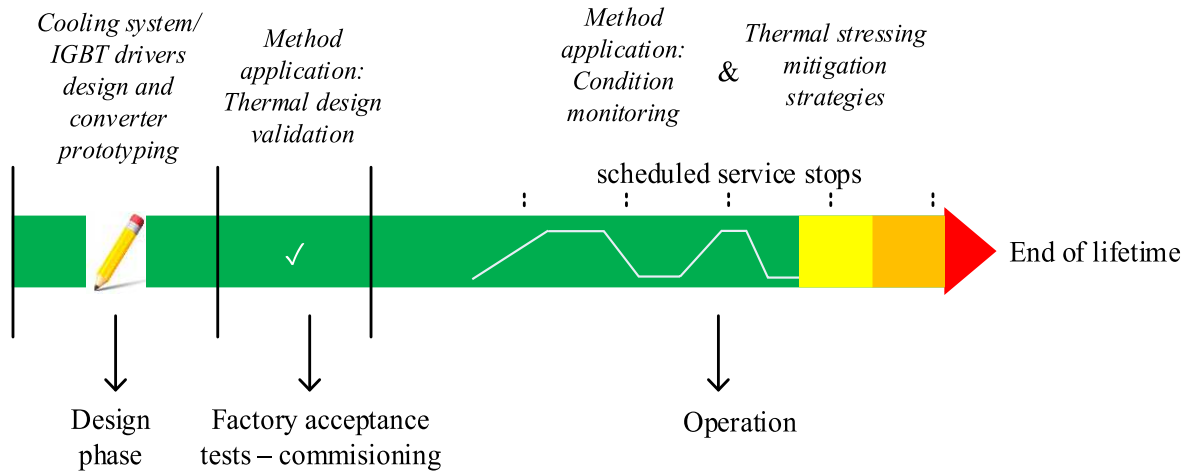 Cooling system/
IGBT drivers
design and
converter
prototyping
Method
application:
Thermal design
validation
Method
application:
Condition
monitoring
&
Thermal stressing
mitigation
strategies
scheduled service stops
End of lifetime
Design
phase
Factory acceptance
tests – commisioning
Operation